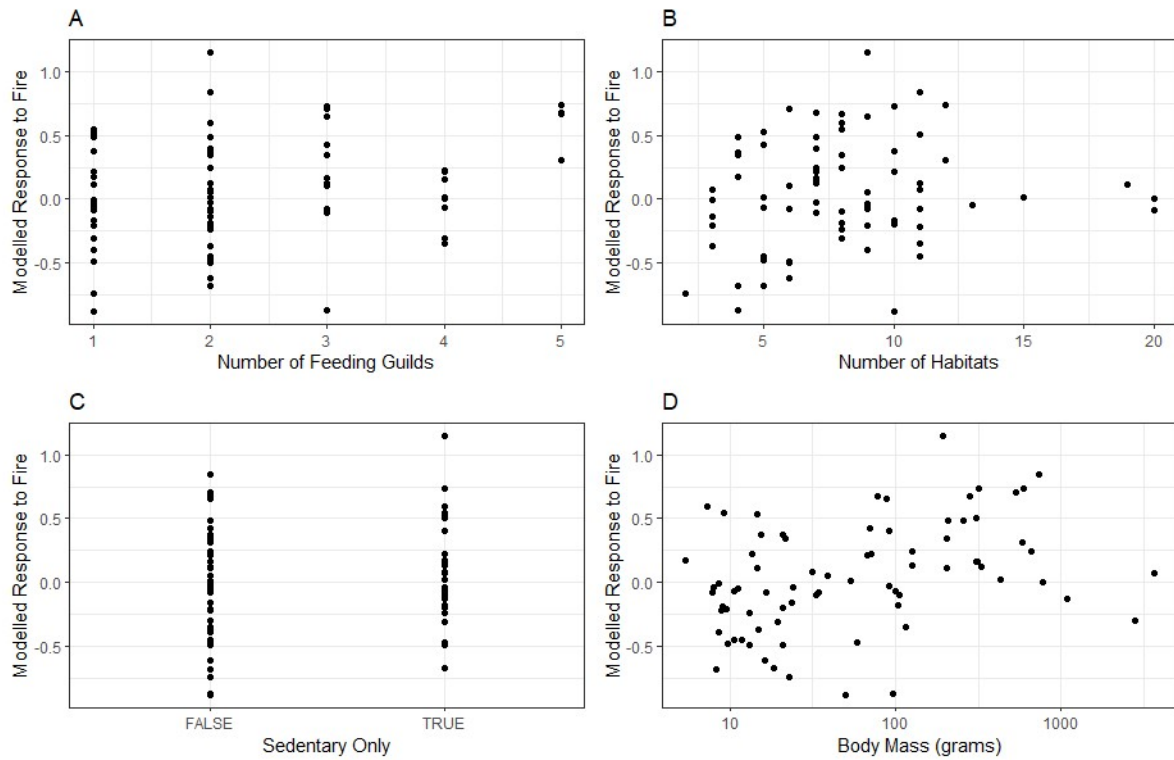 A
Modelled Response to Fire
1.0
0.5
0.0
-0.5
1
2
3
4
5
Number of Feeding Guilds
B
Modelled Response to Fire
1.0
0.5
0.0
-0.5
5
10
15
20
Number of Habitats
C
Modelled Response to Fire
1.0
0.5
0.0
-0.5
FALSE
TRUE
Sedentary Only
D
Modelled Response to Fire
1.0
0.5
0.0
-0.5
10
100
1000
Body Mass (grams)